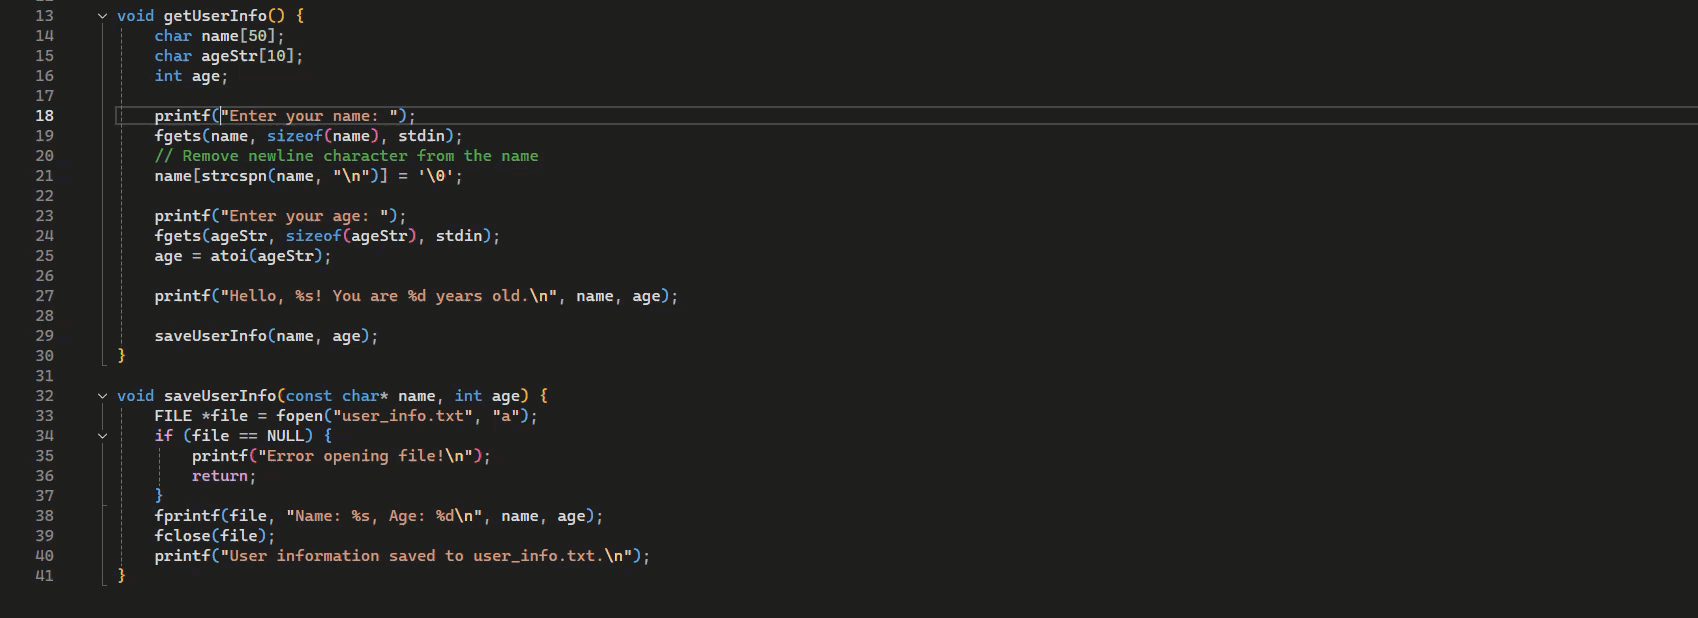 13 void getUserInfo() {
14 char name[50];
15 char ageStr[10];
16 int age;
17
18 printf("Enter your name: ");
19 fgets(name, sizeof(name), stdin);
20 // Remove newline character from the name
21 name[strcspn(name, "\n")] = '\0';
22
23 printf("Enter your age: ");
24 fgets(ageStr, sizeof(ageStr), stdin);
25 age = atoi(ageStr);
26
27 printf("Hello, %s! You are %d years old.\n", name, age);
28
29 saveUserInfo(name, age);
30 }
31
32 void saveUserInfo(const char* name, int age) {
33 FILE *file = fopen("user_info.txt", "a");
34 if (file == NULL) {
35 printf("Error opening file!\n");
36 return;
37 }
38 fprintf(file, "Name: %s, Age: %d\n", name, age);
39 fclose(file);
40 printf("User information saved to user_info.txt.\n");
41 }